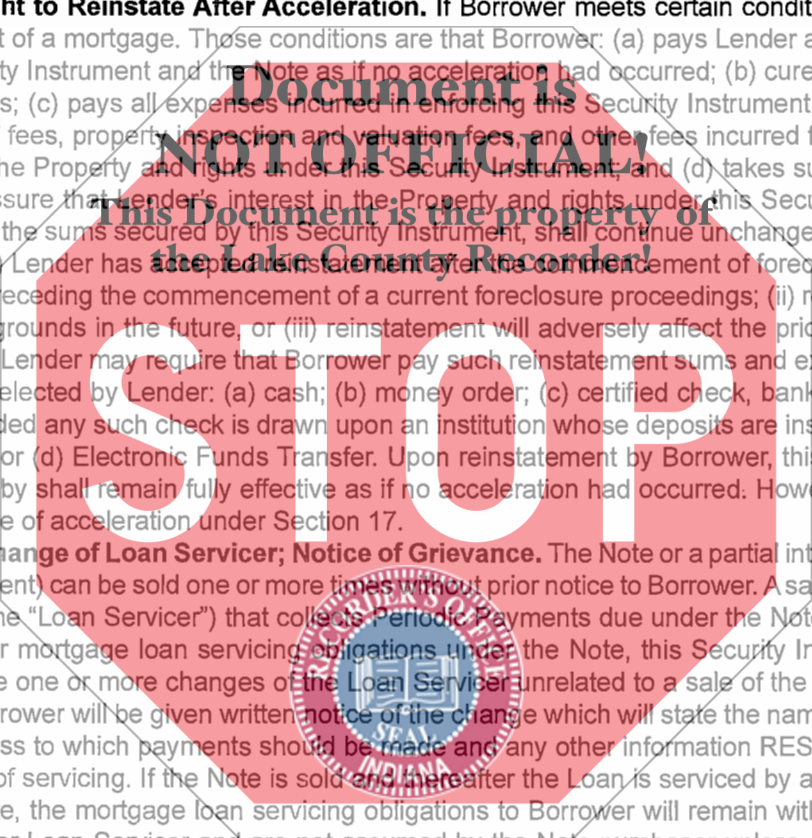 ht to Reinstate After Acceleration. If Borrower meets certain condit
t of a mortgage. Those conditions are that Borrower: (a) pays Lender
ty Instrument and the Note as if no acceleration had occurred; (b) cure
s; (c) pays all expenses incurred in enforcing this Security Instrument
fees, property inspection and valuation fees, and other fees incurred
he Property and rights under this Security Instrument; and (d) takes su
sure that Lender's interest in the Property and rights under this Secu
the sums secured by this Security Instrument, shall continue unchange
Lender has accepted reinstatement after the commencement of forec
receding the commencement of a current foreclosure proceedings; (ii)
grounds in the future, or (iii) reinstatement will adversely affect the pri
Lender may require that Borrower pay such reinstatement sums and e
elected by Lender: (a) cash; (b) money order; (c) certified check, bank
ded any such check is drawn upon an institution whose deposits are ins
or (d) Electronic Funds Transfer. Upon reinstatement by Borrower, thi
by shall remain fully effective as if no acceleration had occurred. Howe
e of acceleration under Section 17.
ange of Loan Servicer; Notice of Grievance. The Note or a partial int
ent) can be sold one or more times without prior notice to Borrower. A sa
he “Loan Servicer”) that collects Periodic Payments due under the Not
r mortgage loan servicing obligations under the Note, this Security In
e one or more changes of the Loan Servicer unrelated to a sale of the
rower will be given written notice of the change which will state the nam
ss to which payments should be made and any other information RES
of servicing. If the Note is sold and thereafter the Loan is serviced by a
e, the mortgage loan servicing obligations to Borrower will remain with
Document is
NOT OFFICIAL!
This Document is the property of
the Lake County Recorder!
STOP
RECORDER'S OFFICE
SEAL
INDIANA